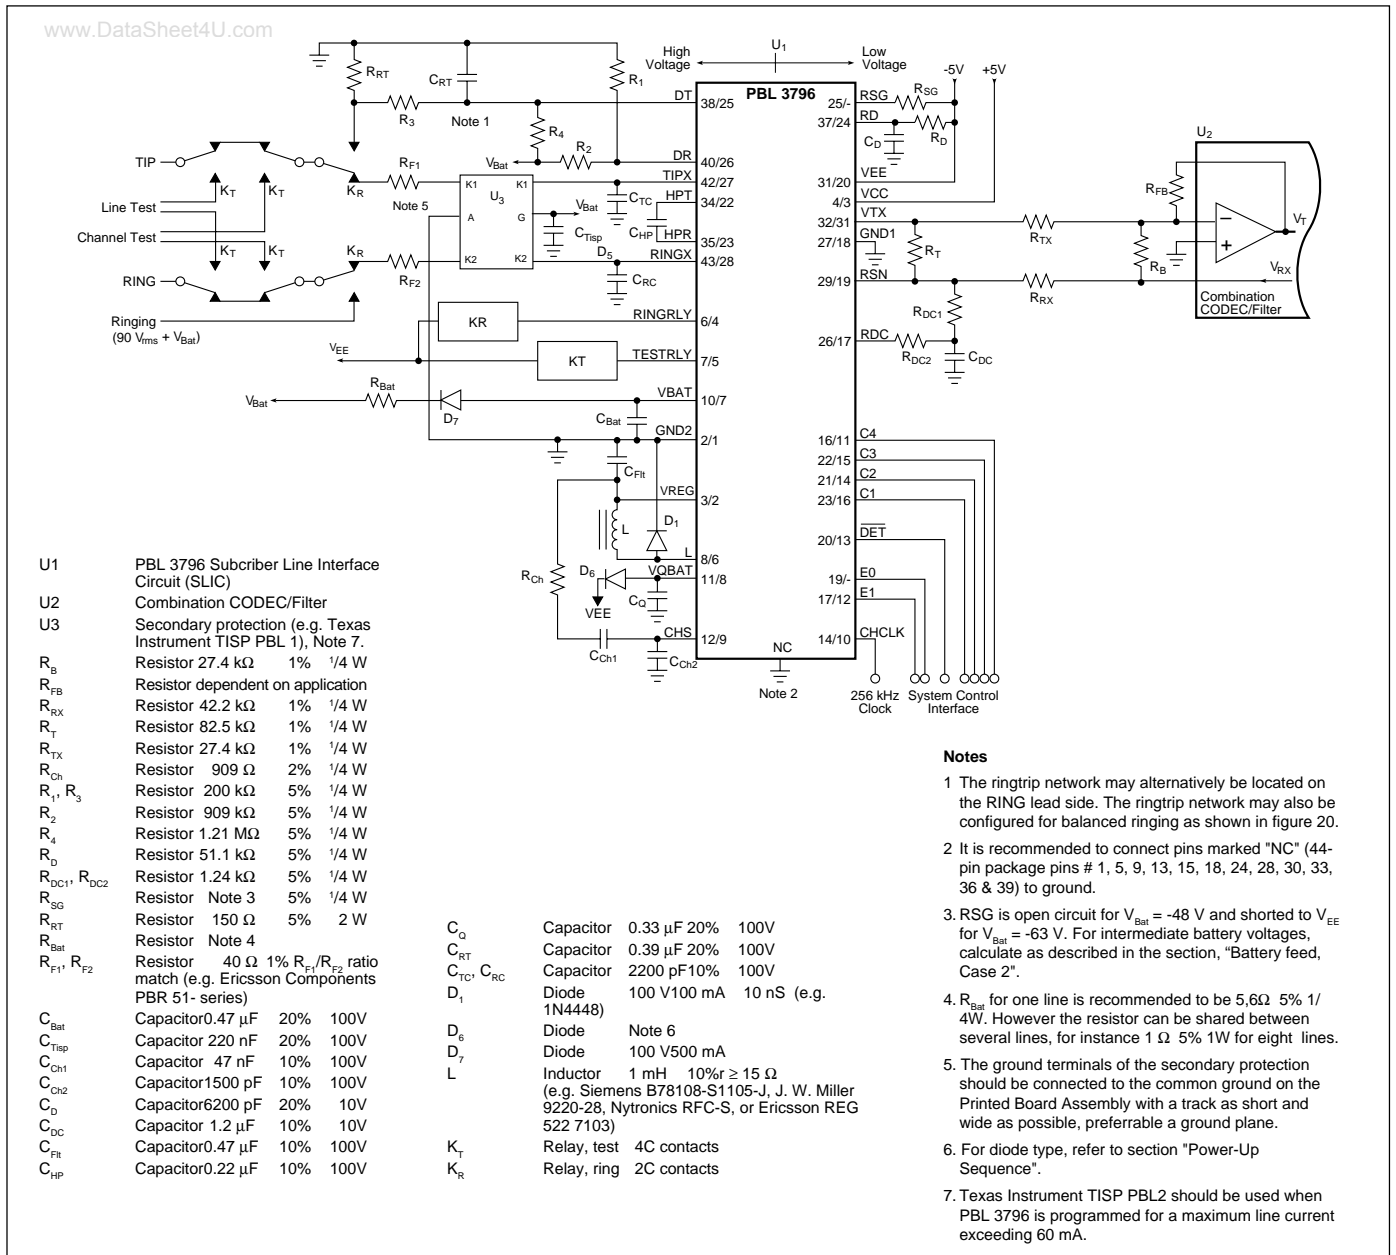 www.DataSheet4U.com
High
Voltage
U1
Low
Voltage
-5V
+5V
RRT
CRT
R1
R3
Note 1
R4
VBat
R2
DT
38/25
DR
40/26
TIPX
42/27
HPT
34/22
HPR
35/23
RINGX
43/28
RINGRLY
6/4
TESTRLY
7/5
VBAT
10/7
GND2
2/1
VREG
3/2
L
8/6
VQBAT
11/8
CHS
12/9
PBL 3796
25/-
RSG
RSG
37/24
RD
RD
CD
31/20
VEE
4/3
VCC
32/31
VTX
27/18
GND1
29/19
RSN
26/17
RDC
16/11
C4
22/15
C3
21/14
C2
23/16
C1
20/13
DET
19/-
E0
17/12
E1
14/10
CHCLK
NC
Note 2
U2
RFB
VT
RTX
RT
RB
RRX
VRX
RDC1
RDC2
CDC
Combination
CODEC/Filter
TIP
KT
KT
KR
RF1
Note 5
K1
K1
U3
A
G
K2
K2
VBat
CTisp
CTC
CHP
D5
CRC
Line Test
Channel Test
KT
KT
KR
RING
RF2
Ringing
(90 Vrms + VBat)
KR
VEE
KT
VBat
RBat
D7
CBat
CFlt
L
D1
RCh
D6
VEE
CQ
CCh1
CCh2
256 kHz
Clock
System Control
Interface
U1 PBL 3796 Subcriber Line Interface
Circuit (SLIC)
U2 Combination CODEC/Filter
U3 Secondary protection (e.g. Texas
Instrument TISP PBL 1), Note 7.
RB Resistor 27.4 kΩ 1% 1/4 W
RFB Resistor dependent on application
RRX Resistor 42.2 kΩ 1% 1/4 W
RT Resistor 82.5 kΩ 1% 1/4 W
RTX Resistor 27.4 kΩ 1% 1/4 W
RCh Resistor 909 Ω 2% 1/4 W
R1, R3 Resistor 200 kΩ 5% 1/4 W
R2 Resistor 909 kΩ 5% 1/4 W
R4 Resistor 1.21 MΩ 5% 1/4 W
RD Resistor 51.1 kΩ 5% 1/4 W
RDC1, RDC2 Resistor 1.24 kΩ 5% 1/4 W
RSG Resistor Note 3 5% 1/4 W
RRT Resistor 150 Ω 5% 2 W
RBat Resistor Note 4
RF1, RF2 Resistor 40 Ω 1% RF1/RF2 ratio
match (e.g. Ericsson Components
PBR 51- series)
CBat Capacitor0.47 µF 20% 100V
CTisp Capacitor 220 nF 20% 100V
CCh1 Capacitor 47 nF 10% 100V
CCh2 Capacitor1500 pF 10% 100V
CD Capacitor6200 pF 20% 10V
CDC Capacitor 1.2 µF 10% 10V
CFlt Capacitor0.47 µF 10% 100V
CHP Capacitor0.22 µF 10% 100V
CQ Capacitor 0.33 µF 20% 100V
CRT Capacitor 0.39 µF 20% 100V
CTC, CRC Capacitor 2200 pF10% 100V
D1 Diode 100 V100 mA 10 nS (e.g.
1N4448)
D6 Diode Note 6
D7 Diode 100 V500 mA
L Inductor 1 mH 10%r ≥ 15 Ω
(e.g. Siemens B78108-S1105-J, J. W. Miller
9220-28, Nytronics RFC-S, or Ericsson REG
522 7103)
KT Relay, test 4C contacts
KR Relay, ring 2C contacts
Notes
1 The ringtrip network may alternatively be located on
the RING lead side. The ringtrip network may also be
configured for balanced ringing as shown in figure 20.
2 It is recommended to connect pins marked "NC" (44-
pin package pins # 1, 5, 9, 13, 15, 18, 24, 28, 30, 33,
36 & 39) to ground.
3. RSG is open circuit for VBat = -48 V and shorted to VEE
for VBat = -63 V. For intermediate battery voltages,
calculate as described in the section, “Battery feed,
Case 2".
4. RBat for one line is recommended to be 5,6Ω 5% 1/
4W. However the resistor can be shared between
several lines, for instance 1 Ω 5% 1W for eight lines.
5. The ground terminals of the secondary protection
should be connected to the common ground on the
Printed Board Assembly with a track as short and
wide as possible, preferrable a ground plane.
6. For diode type, refer to section "Power-Up
Sequence".
7. Texas Instrument TISP PBL2 should be used when
PBL 3796 is programmed for a maximum line current
exceeding 60 mA.